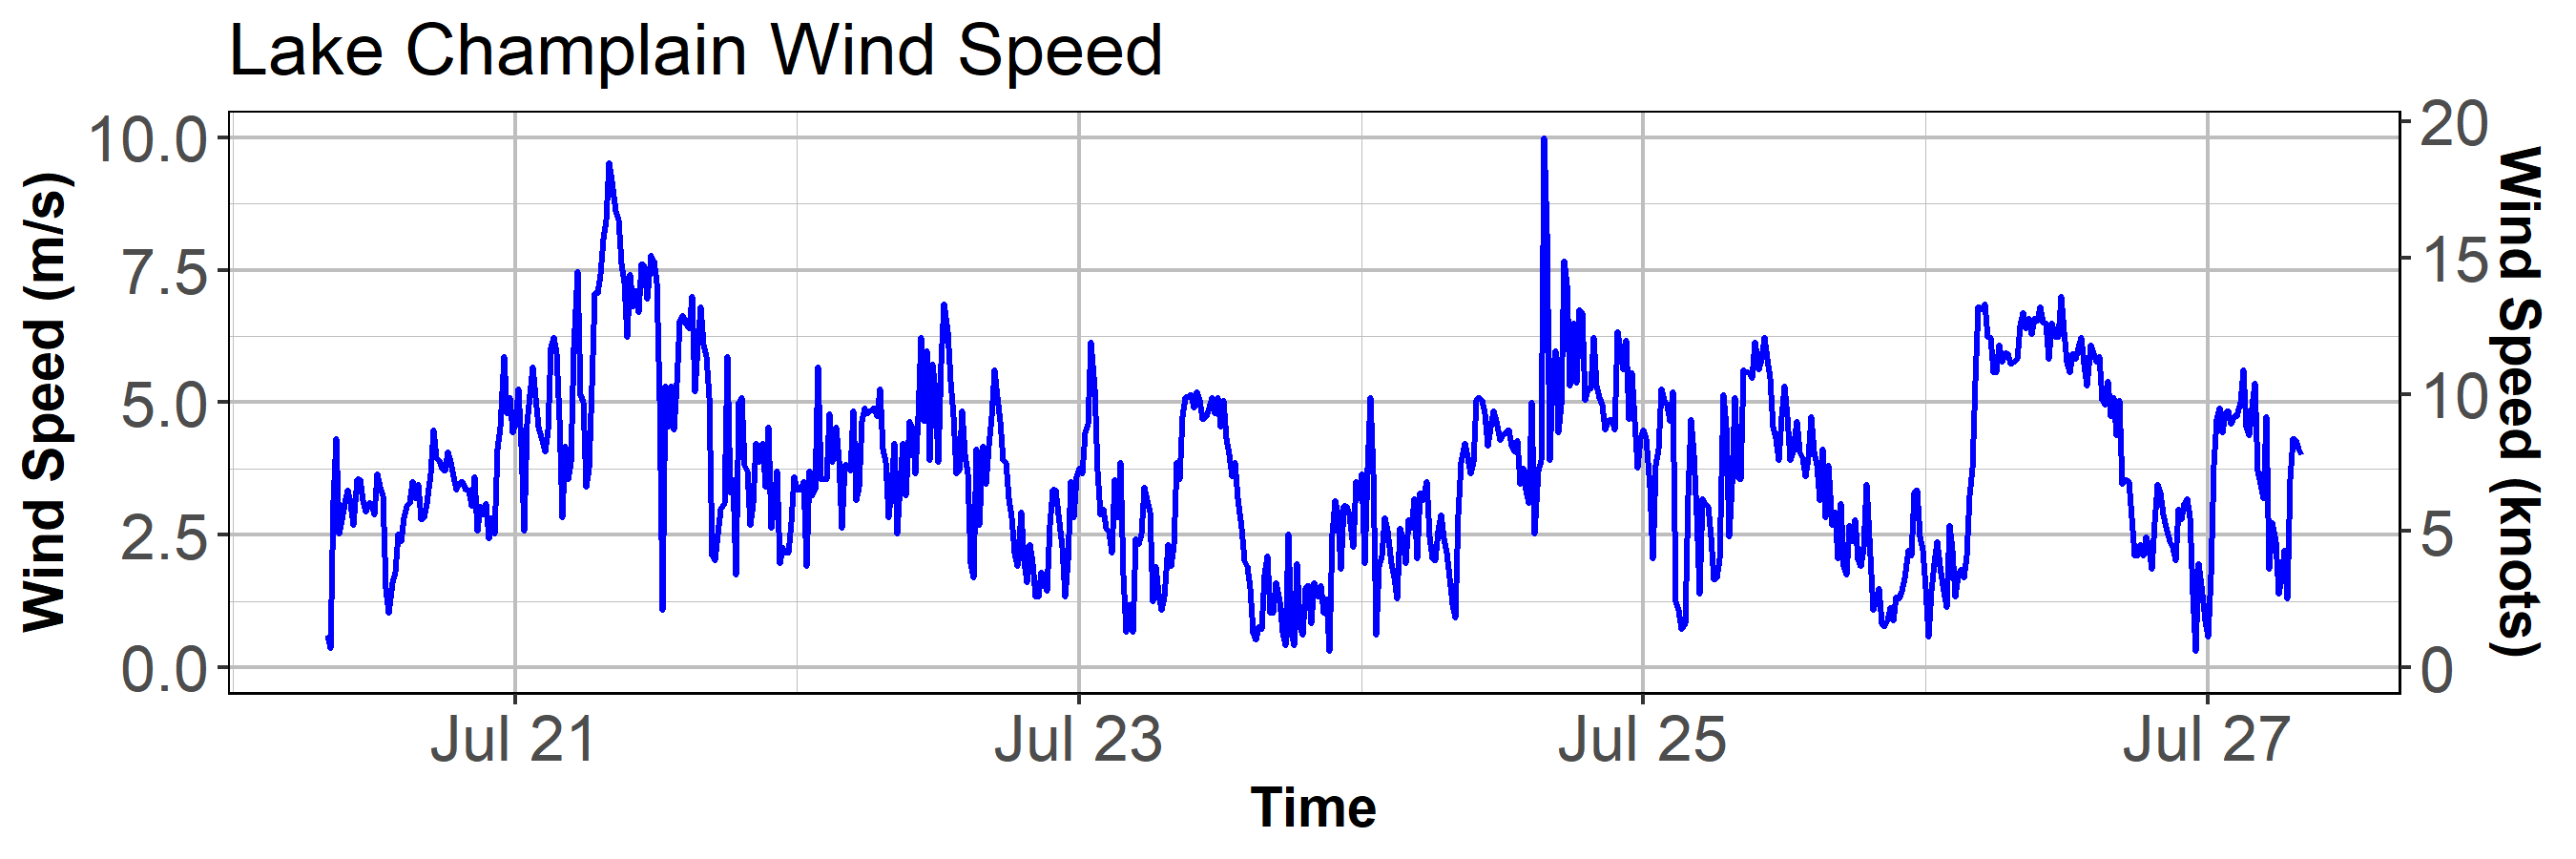 Lake Champlain Wind Speed
10.0
7.5
5.0
2.5
0.0
Wind Speed (m/s)
20
15
10
5
0
Wind Speed (knots)
Jul 21
Jul 23
Jul 25
Jul 27
Time